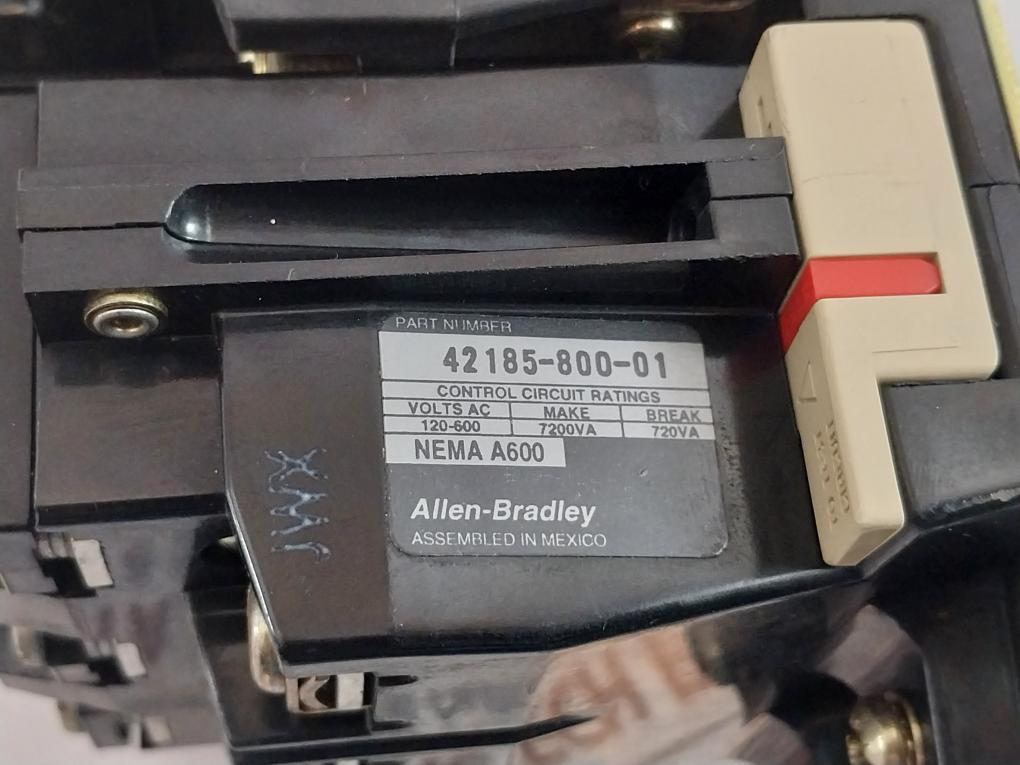 PART NUMBER
42185-800-01
CONTROL CIRCUIT RATINGS
VOLTS AC MAKE BREAK
120-600 7200VA 720VA
NEMA A600
Allen-Bradley
ASSEMBLED IN MEXICO